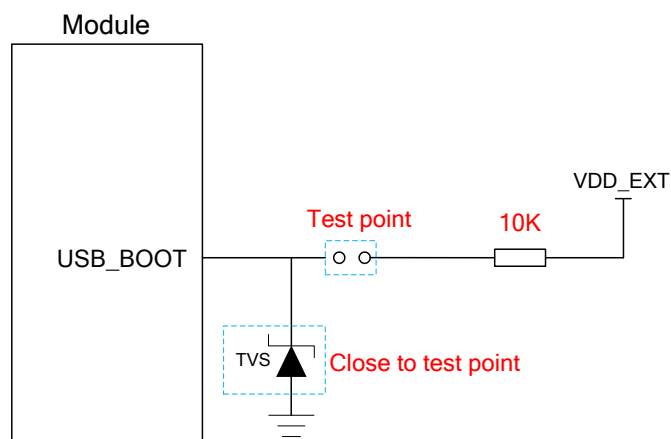 Module
VDD_EXT
Test point
10K
USB_BOOT
TVS
Close to test point